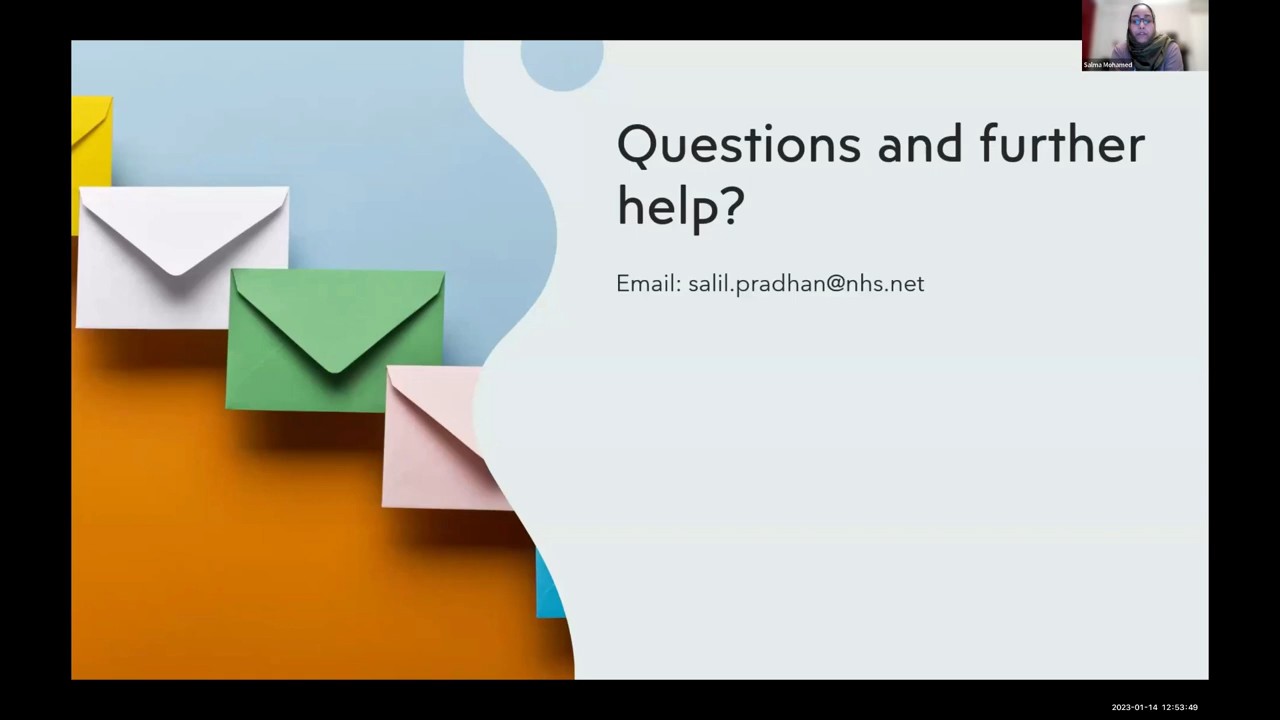 Salma Mohamed
Questions and further
help?
Email: salil.pradhan@nhs.net
2023-01-14 12:53:49